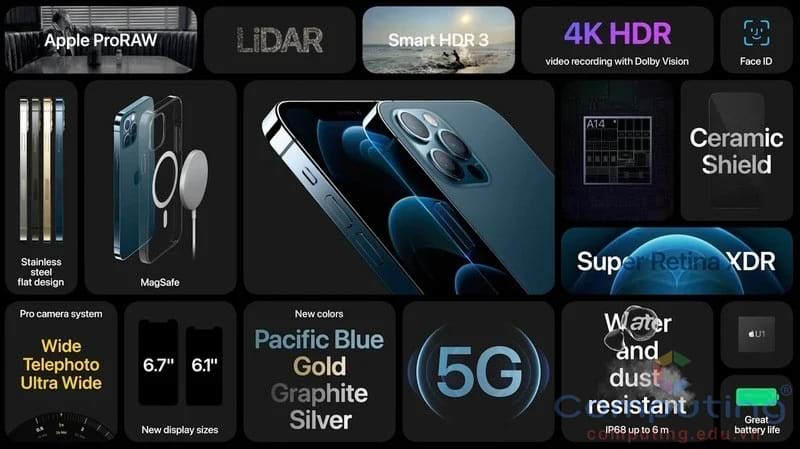 Apple ProRAW
LiDAR
Smart HDR 3
4K HDR
video recording with Dolby Vision
Face ID
Stainless
steel
flat design
MagSafe
A14
Ceramic
Shield
Super Retina XDR
Pro camera system
Wide
Telephoto
Ultra Wide
6.7"
6.1"
New display sizes
New colors
Pacific Blue
Gold
Graphite
Silver
5G
Water
and
dust
resistant
IP68 up to 6 m
U1
Great
battery life
Computing®
computing.edu.vn